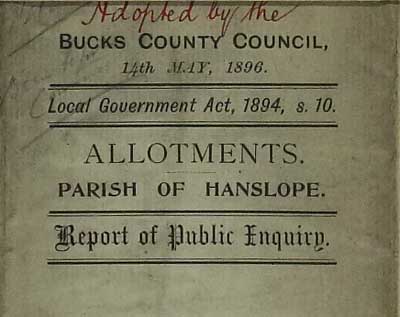 Adopted by the
BUCKS COUNTY COUNCIL,
14th MAY, 1896.
Local Government Act, 1894, s. 10.
ALLOTMENTS.
PARISH OF HANSLOPE.
Report of Public Enquiry.